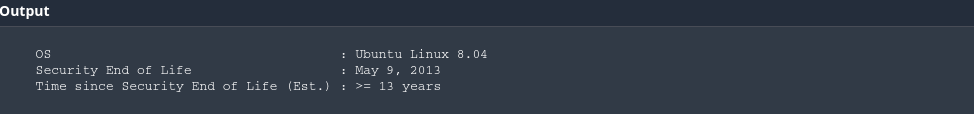 Output
OS : Ubuntu Linux 8.04
Security End of Life : May 9, 2013
Time since Security End of Life (Est.) : >= 13 years